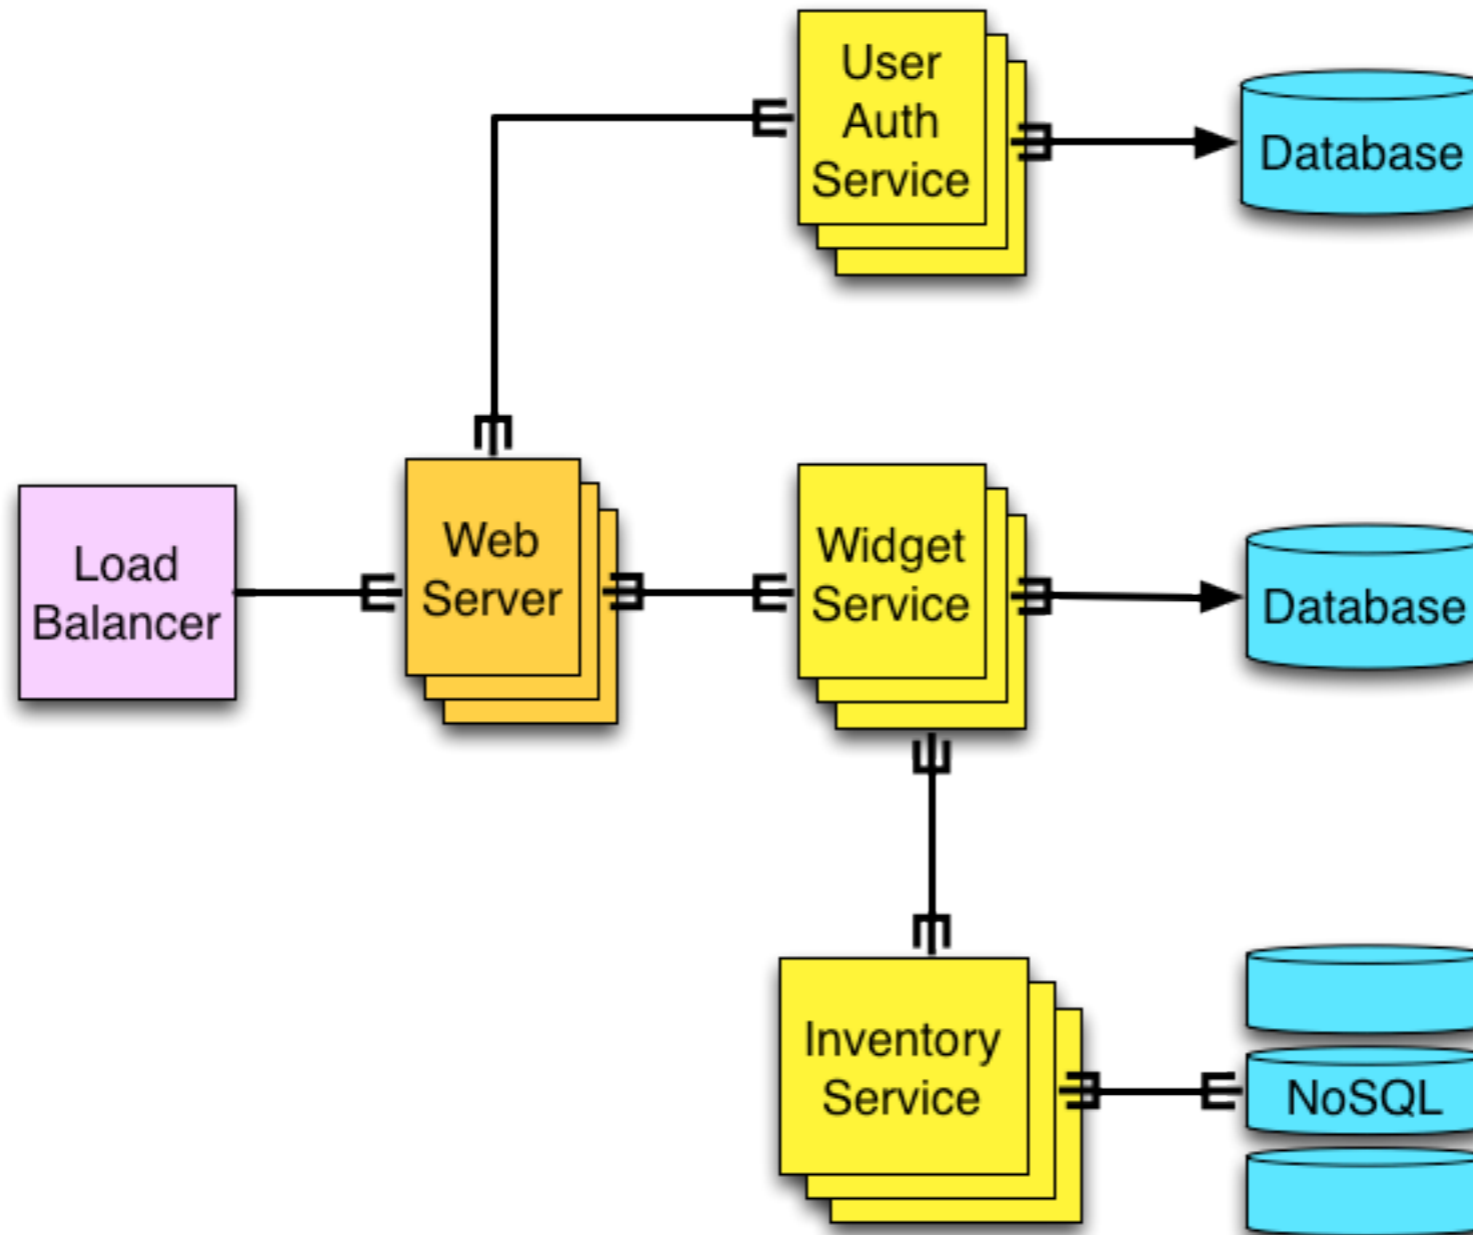 User
Auth
Service
Database
Load
Balancer
Web
Server
Widget
Service
Database
Inventory
Service
NoSQL